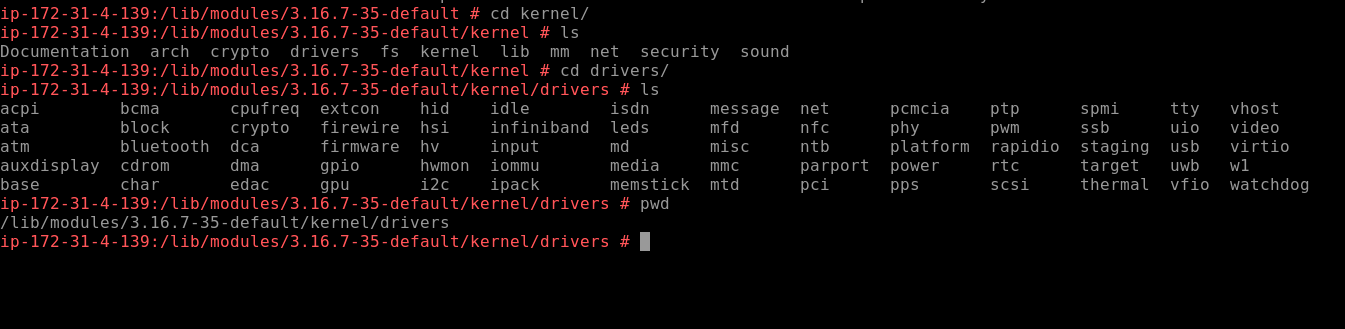 ip-172-31-4-139:/lib/modules/3.16.7-35-default # cd kernel/
ip-172-31-4-139:/lib/modules/3.16.7-35-default/kernel # ls
Documentation  arch  crypto  drivers  fs  kernel  lib  mm  net  security  sound
ip-172-31-4-139:/lib/modules/3.16.7-35-default/kernel # cd drivers/
ip-172-31-4-139:/lib/modules/3.16.7-35-default/kernel/drivers # ls
acpi        bcma       cpufreq  extcon    hid    idle        isdn      message  net      pcmcia    ptp      spmi     tty   vhost
ata         block      crypto   firewire  hsi    infiniband  leds      mfd      nfc      phy       pwm      ssb      uio   video
atm         bluetooth  dca      firmware  hv     input       md        misc     ntb      platform  rapidio  staging  usb   virtio
auxdisplay  cdrom      dma      gpio      hwmon  iommu       media     mmc      parport  power     rtc      target   uwb   w1
base        char       edac     gpu       i2c    ipack       memstick  mtd      pci      pps       scsi     thermal  vfio  watchdog
ip-172-31-4-139:/lib/modules/3.16.7-35-default/kernel/drivers # pwd
/lib/modules/3.16.7-35-default/kernel/drivers
ip-172-31-4-139:/lib/modules/3.16.7-35-default/kernel/drivers #